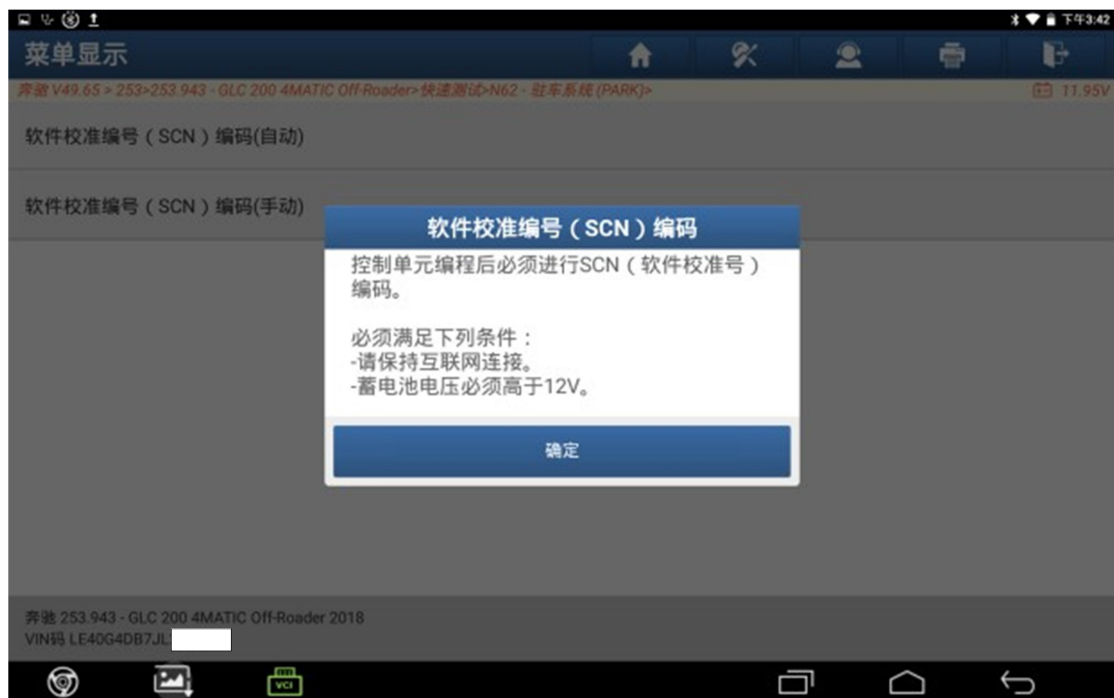 下午3:42
菜单显示
奔驰 V49.65 > 253>253.943 - GLC 200 4MATIC Off-Roader>快速测试>N62 - 驻车系统 (PARK)>
11.95V
软件校准编号（SCN）编码(自动)
软件校准编号（SCN）编码(手动)
软件校准编号（SCN）编码
控制单元编程后必须进行SCN（软件校准号）
编码。
必须满足下列条件：
-请保持互联网连接。
-蓄电池电压必须高于12V。
确定
奔驰 253.943 - GLC 200 4MATIC Off-Roader 2018
VIN码 LE40G4DB7JL
VCI